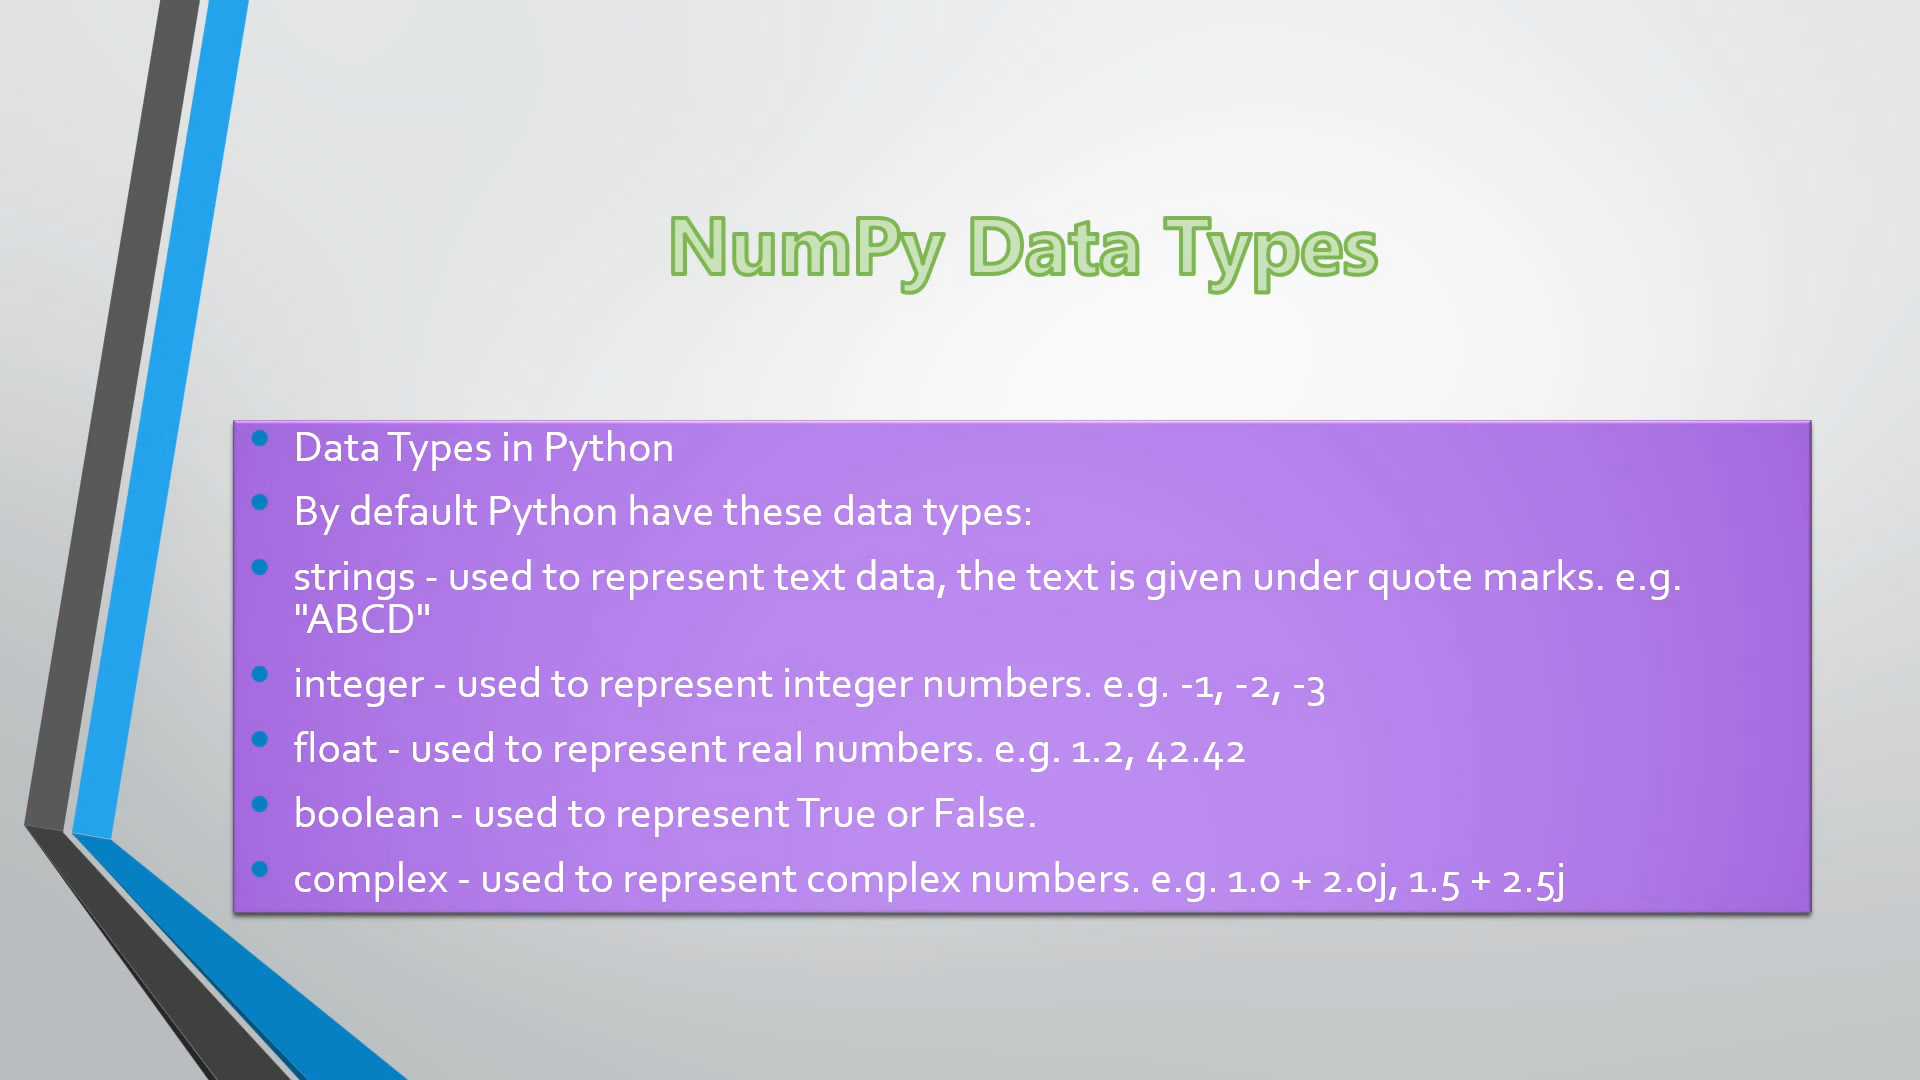 NumPy Data Types
Data Types in Python
By default Python have these data types:
strings - used to represent text data, the text is given under quote marks. e.g.
"ABCD"
integer - used to represent integer numbers. e.g. -1, -2, -3
float - used to represent real numbers. e.g. 1.2, 42.42
boolean - used to represent True or False.
complex - used to represent complex numbers. e.g. 1.0 + 2.0j, 1.5 + 2.5j